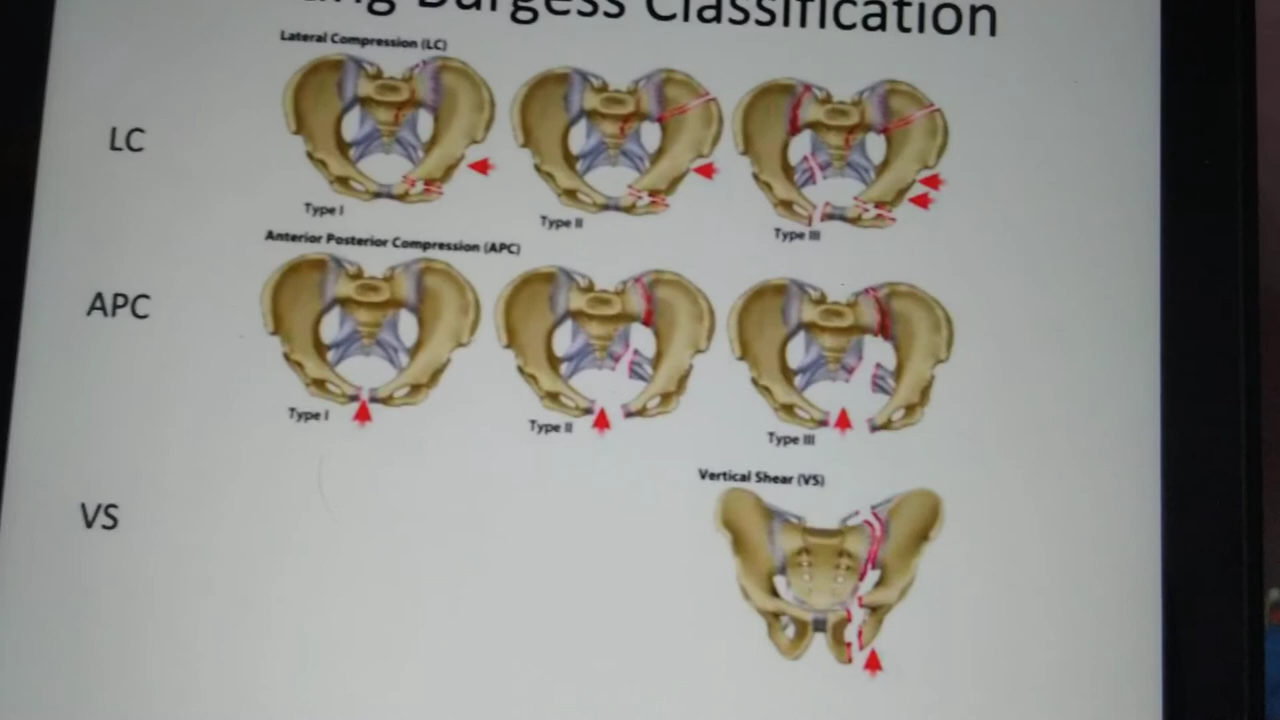 Burgess Classification
Lateral Compression (LC)
LC
Type I
Type II
Type III
Anterior Posterior Compression (APC)
APC
Type I
Type II
Type III
Vertical Shear (VS)
VS